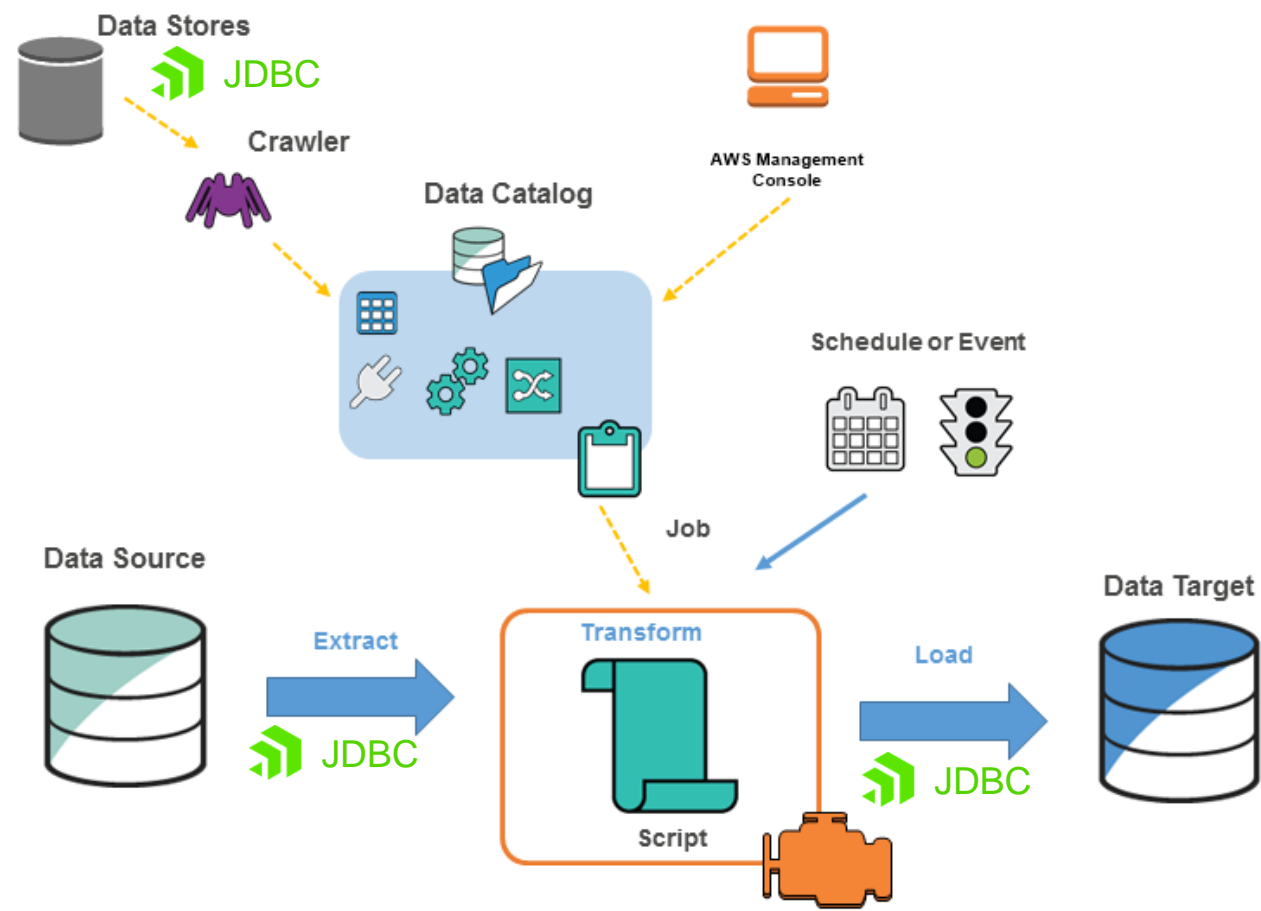 Data Stores
JDBC
Crawler
Data Catalog
AWS Management
Console
Schedule or Event
Job
Data Source
Extract
JDBC
Transform
Script
Load
JDBC
Data Target